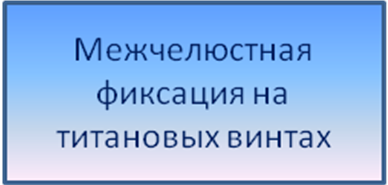 Межчелюстная
фиксация на
титановых винтах